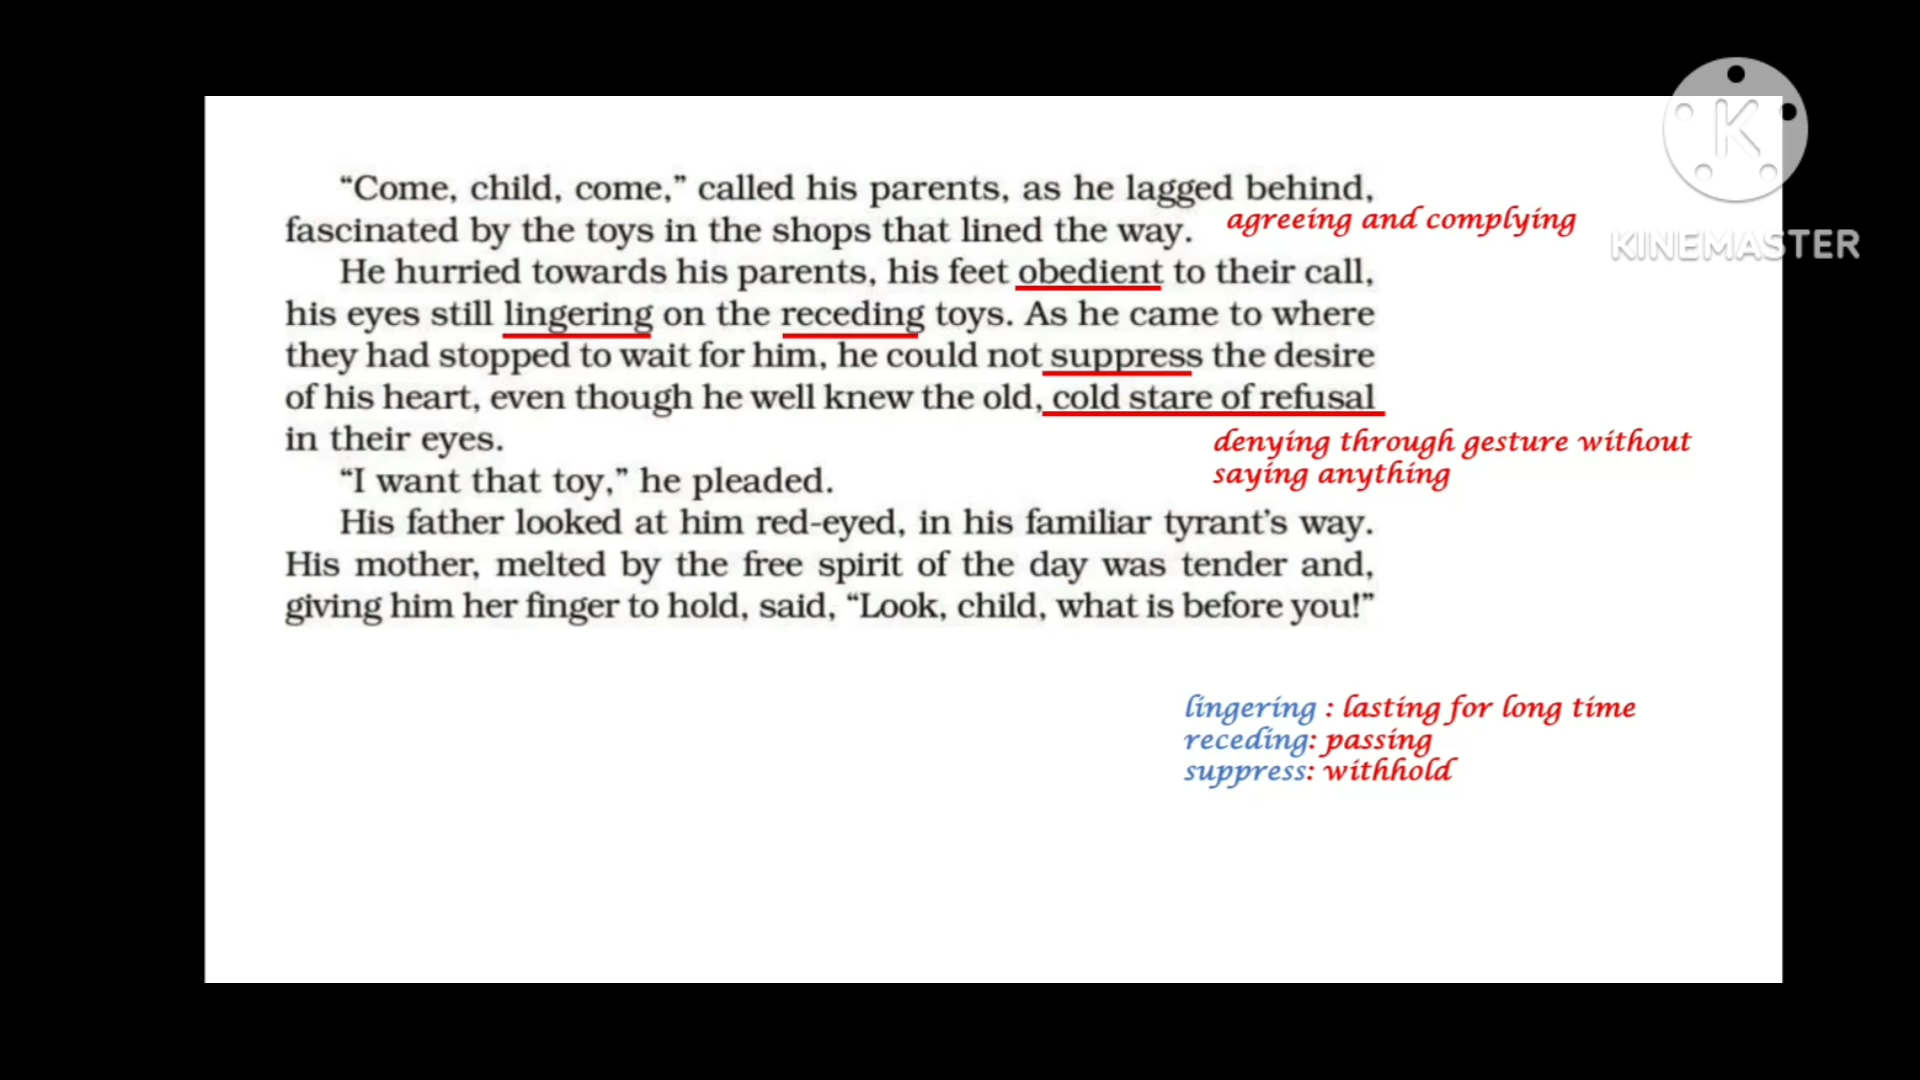 “Come, child, come,” called his parents, as he lagged behind,
fascinated by the toys in the shops that lined the way.
agreeing and complying
He hurried towards his parents, his feet obedient to their call,
his eyes still lingering on the receding toys. As he came to where
they had stopped to wait for him, he could not suppress the desire
of his heart, even though he well knew the old, cold stare of refusal
in their eyes.
denying through gesture without
saying anything
“I want that toy,” he pleaded.
His father looked at him red-eyed, in his familiar tyrant’s way.
His mother, melted by the free spirit of the day was tender and,
giving him her finger to hold, said, “Look, child, what is before you!”
lingering : lasting for long time
receding: passing
suppress: withhold
K
KINEMASTER